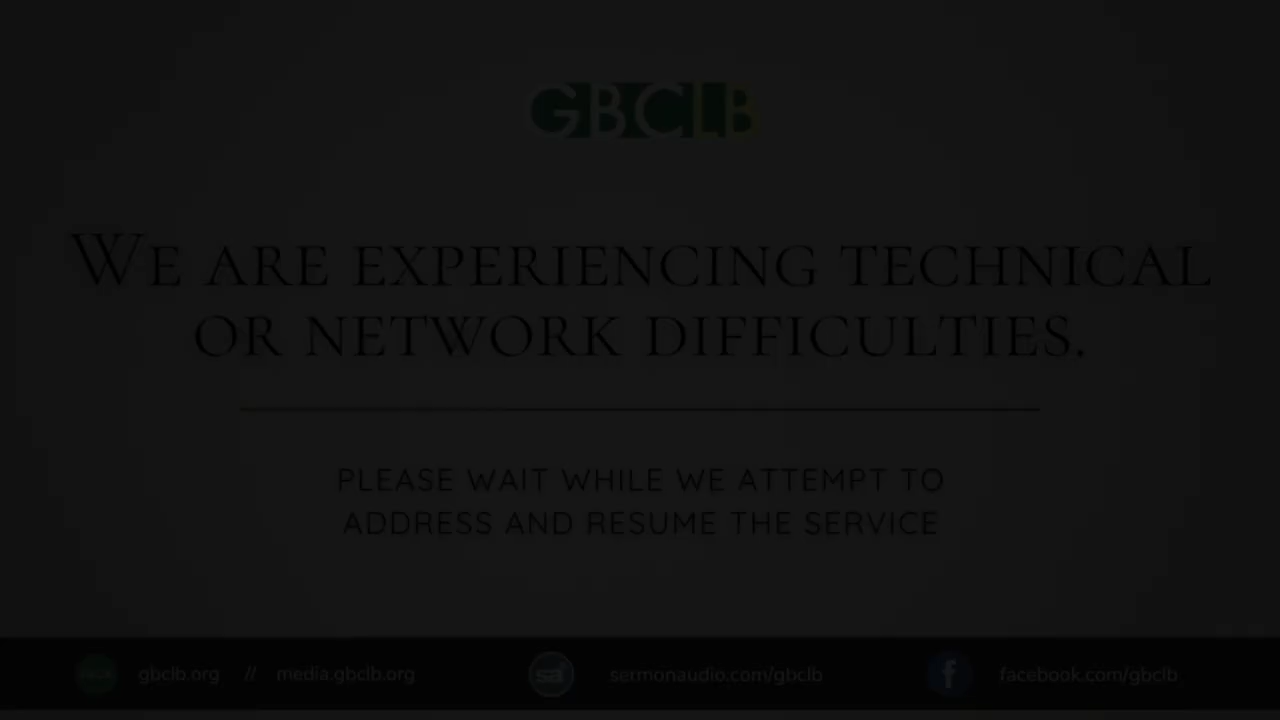 GBCLB
WE ARE EXPERIENCING TECHNICAL
OR NETWORK DIFFICULTIES.
PLEASE WAIT WHILE WE ATTEMPT TO
ADDRESS AND RESUME THE SERVICE
gbclb.org // media.gbclb.org sa sermonaudio.com/gbclb f facebook.com/gbclb